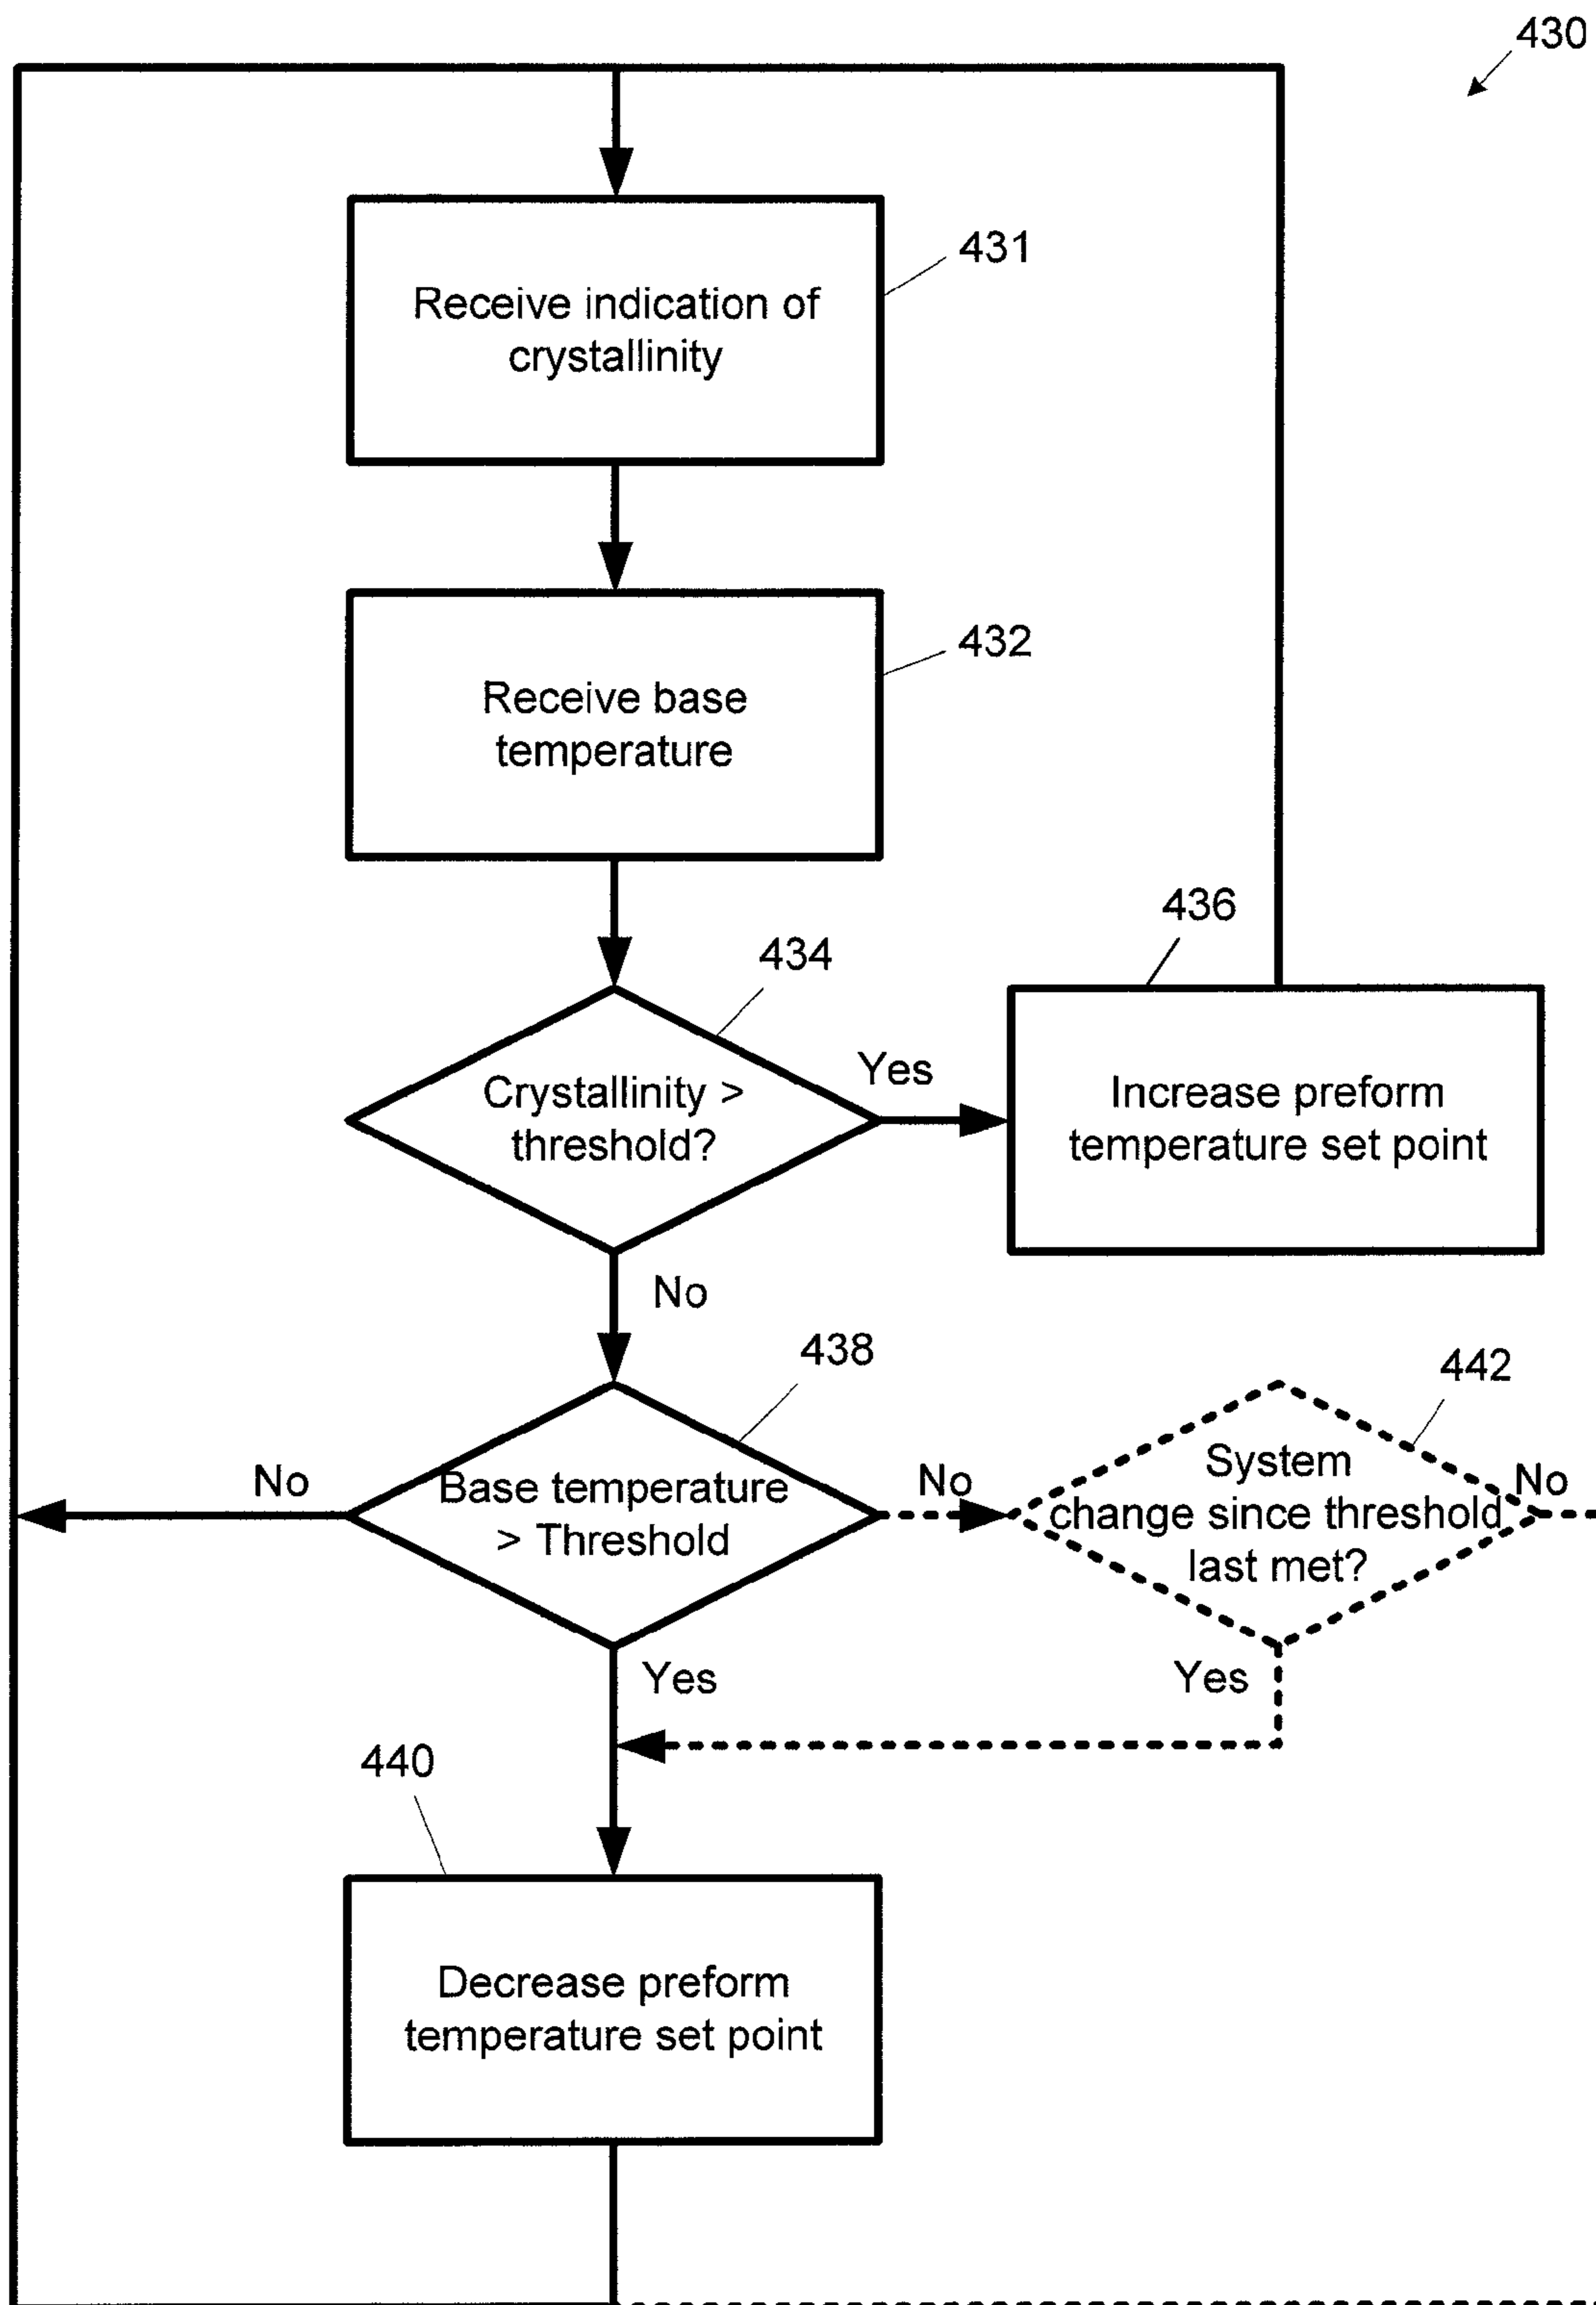 430
431
Receive indication of
crystallinity
432
Receive base
temperature
436
434
Yes
Crystallinity >
threshold?
Increase preform
temperature set point
No
438
442
No
Base temperature
> Threshold
No
System
change since threshold
last met?
No
Yes
Yes
440
Decrease preform
temperature set point